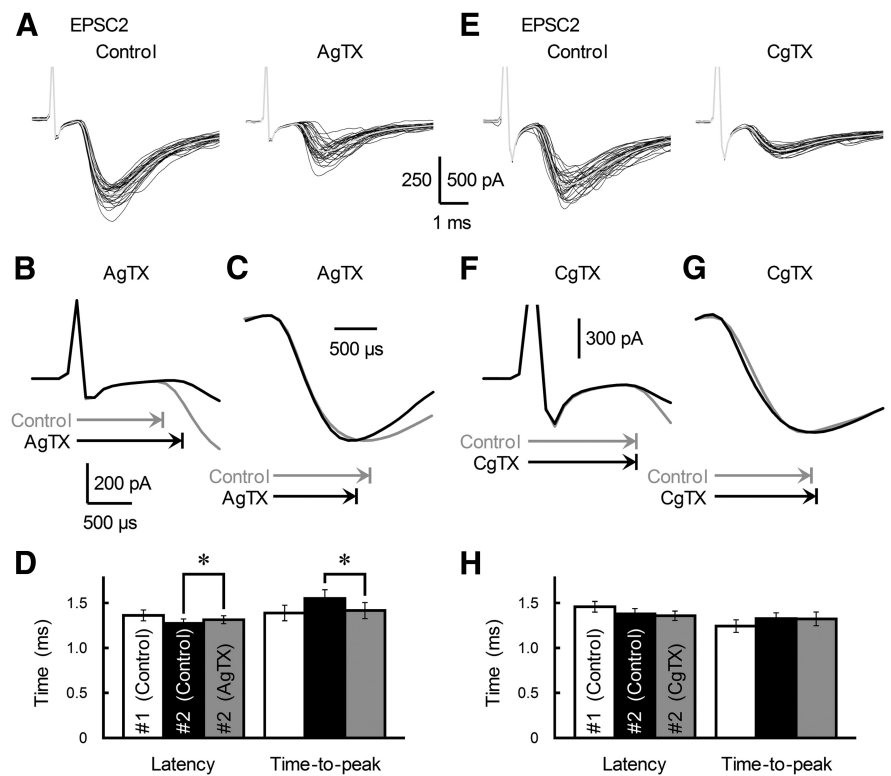 A EPSC2
Control AgTX
E EPSC2
Control CgTX
250 500 pA
1 ms
B AgTX
C AgTX
500 µs
Control
AgTX
200 pA
500 µs
Control
AgTX
F CgTX
300 pA
G CgTX
Control
CgTX
Control
CgTX
D
* *
Time (ms)
1.5
1.0
0.5
0
#1 (Control)
#2 (Control)
#2 (AgTX)
Latency Time-to-peak
H
Time (ms)
1.5
1.0
0.5
0
#1 (Control)
#2 (Control)
#2 (CgTX)
Latency Time-to-peak